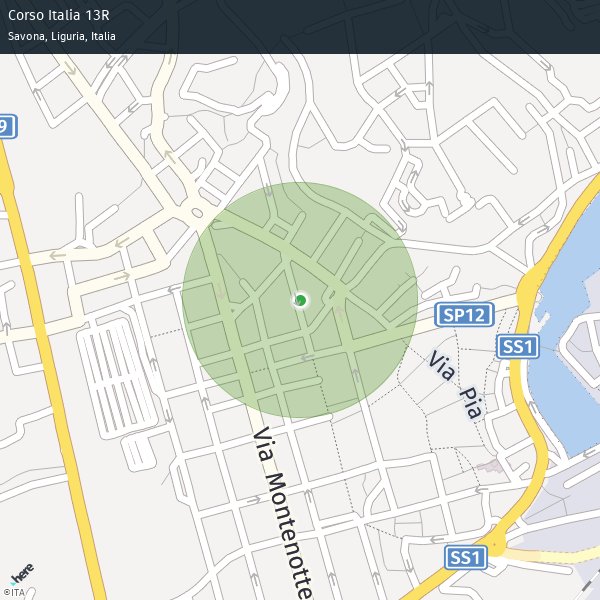 Corso Italia 13R
Savona, Liguria, Italia
9
SP12
SS1
Via Pia
Via Montenotte
SS1
here
©ITA